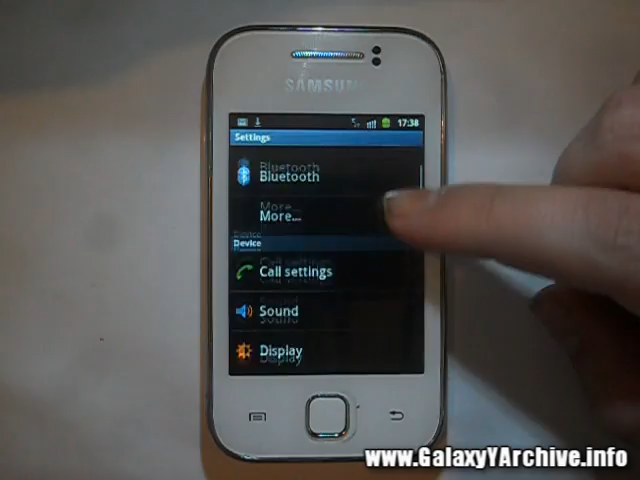 SAMSUNG
17:38
Settings
Bluetooth
More...
Device
Call settings
Sound
Display
www.GalaxyYArchive.info